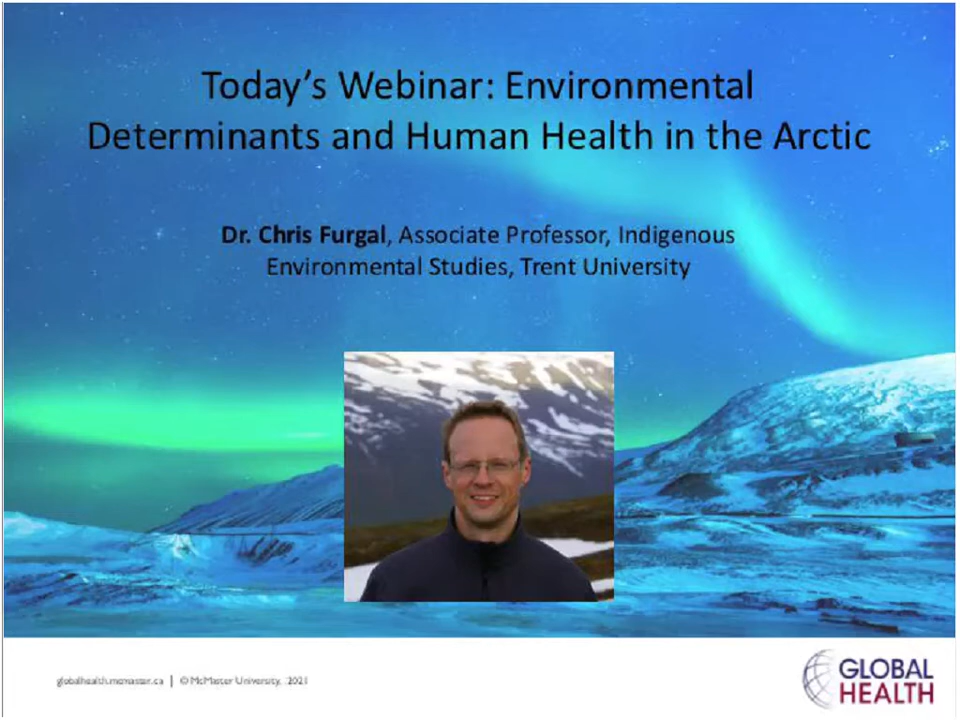 Today's Webinar: Environmental
Determinants and Human Health in the Arctic
Dr. Chris Furgal, Associate Professor, Indigenous
Environmental Studies, Trent University
globalhealth.mcmaster.ca | © McMaster University, 2021
GLOBAL
HEALTH